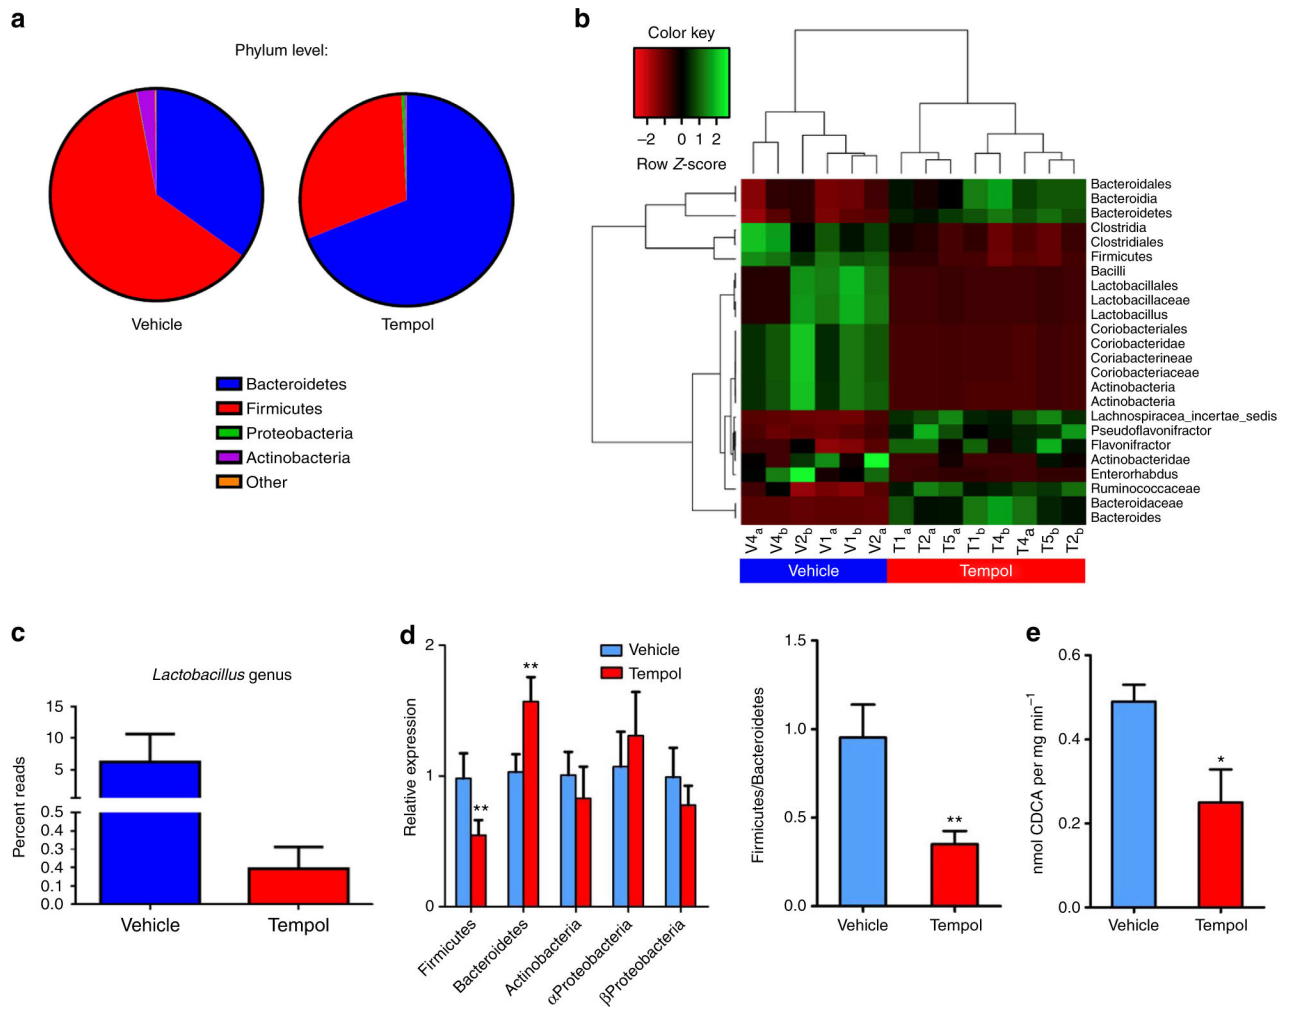 a
Phylum level:
Vehicle
Tempol
Bacteroidetes
Firmicutes
Proteobacteria
Actinobacteria
Other
b
Color key
−2 0 1 2
Row Z-score
Bacteroidales
Bacteroidia
Bacteroidetes
Clostridia
Clostridiales
Firmicutes
Bacilli
Lactobacillales
Lactobacillaceae
Lactobacillus
Coriobacteriales
Coriobacteridae
Coriabacterineae
Coriobacteriaceae
Actinobacteria
Actinobacteria
Lachnospiracea_incertae_sedis
Pseudoflavonifractor
Flavonifractor
Actinobacteridae
Enterorhabdus
Ruminococcaceae
Bacteroidaceae
Bacteroides
V4a V4b V2b V1a V1b V2a T1a T2a T5a T1b T4b T4a T5b T2b
Vehicle Tempol
c
Lactobacillus genus
Percent reads
15
10
5
0.5
0.4
0.3
0.4
0.1
0.0
Vehicle Tempol
d
Relative expression
2
1
0
Vehicle
Tempol
**
**
Firmicutes
Bacteroidetes
Actinobacteria
αProteobacteria
βProteobacteria
Firmicutes/Bacteroidetes
1.5
1.0
0.5
0.0
**
Vehicle Tempol
e
nmol CDCA per mg min−1
0.6
0.4
0.2
0.0
*
Vehicle Tempol